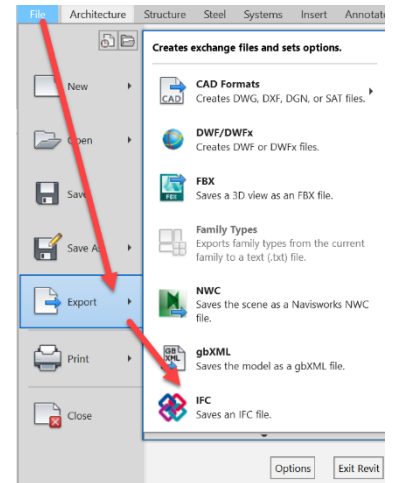 File Architecture Structure Steel Systems Insert Annotat
Creates exchange files and sets options.
New
Open
Save
Save As
Export
Print
Close
CAD
CAD Formats
Creates DWG, DXF, DGN, or SAT files.
DWF/DWFx
Creates DWF or DWFx files.
FBX
FBX
Saves a 3D view as an FBX file.
Family Types
Exports family types from the current
family to a text (.txt) file.
N
NWC
Saves the scene as a Navisworks NWC
file.
GB
XML
gbXML
Saves the model as a gbXML file.
IFC
Saves an IFC file.
Options Exit Revit